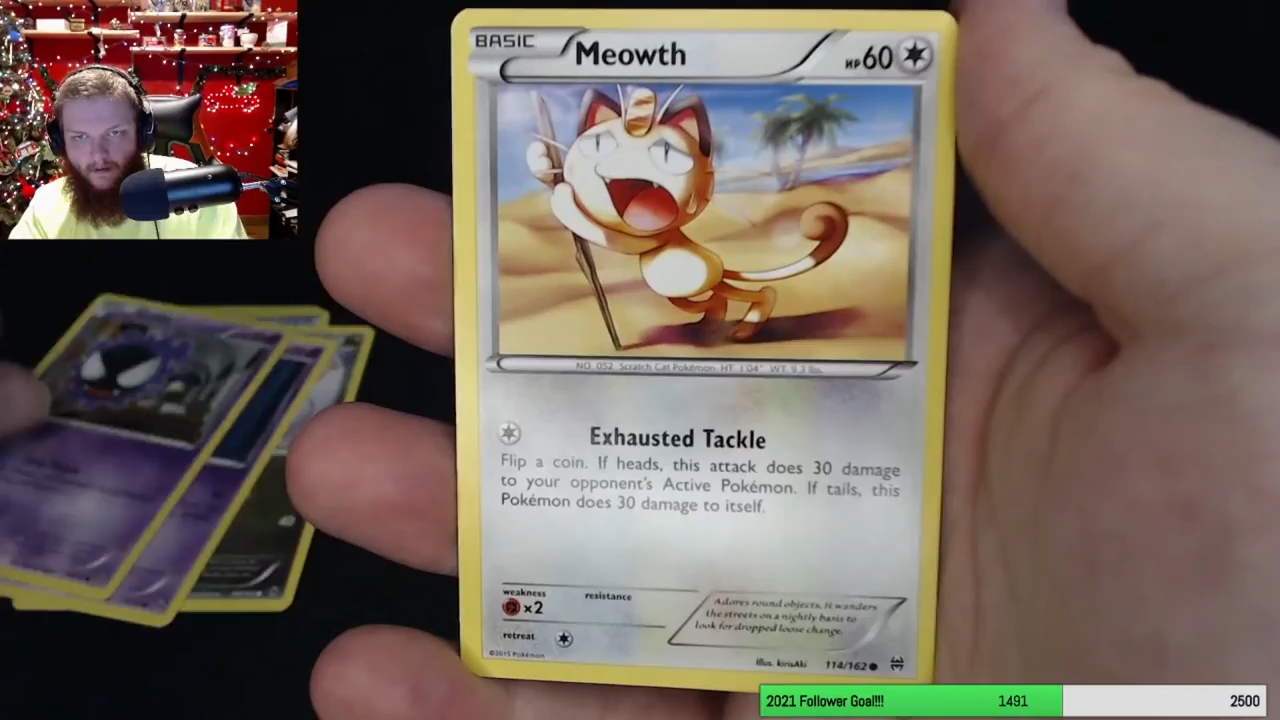 BASIC Meowth HP60
NO. 052 Scratch Cat Pokémon HT 1'04" WT. 9.3 lbs.
Exhausted Tackle
Flip a coin. If heads, this attack does 30 damage
to your opponent's Active Pokémon. If tails, this
Pokémon does 30 damage to itself.
weakness resistance
×2
retreat
Adores round objects. It wanders
the streets on a nightly basis to
look for dropped loose change.
©2015 Pokémon
Illus. kirisAki 114/162
2021 Follower Goal!!! 1491 2500